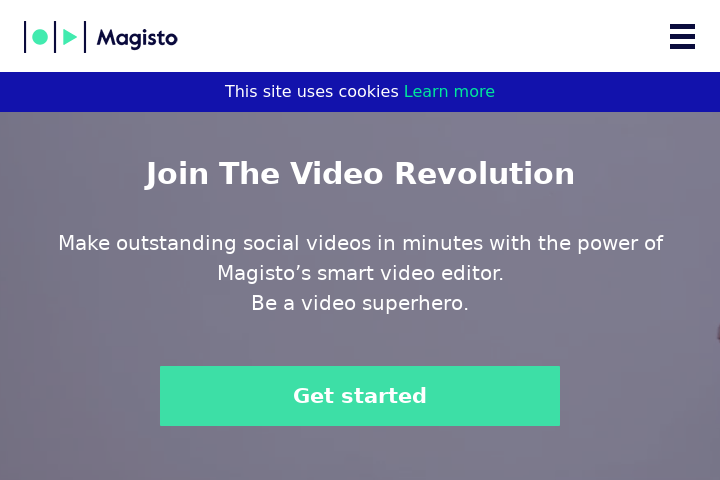 Magisto
This site uses cookies Learn more
Join The Video Revolution
Make outstanding social videos in minutes with the power of
Magisto’s smart video editor.
Be a video superhero.
Get started